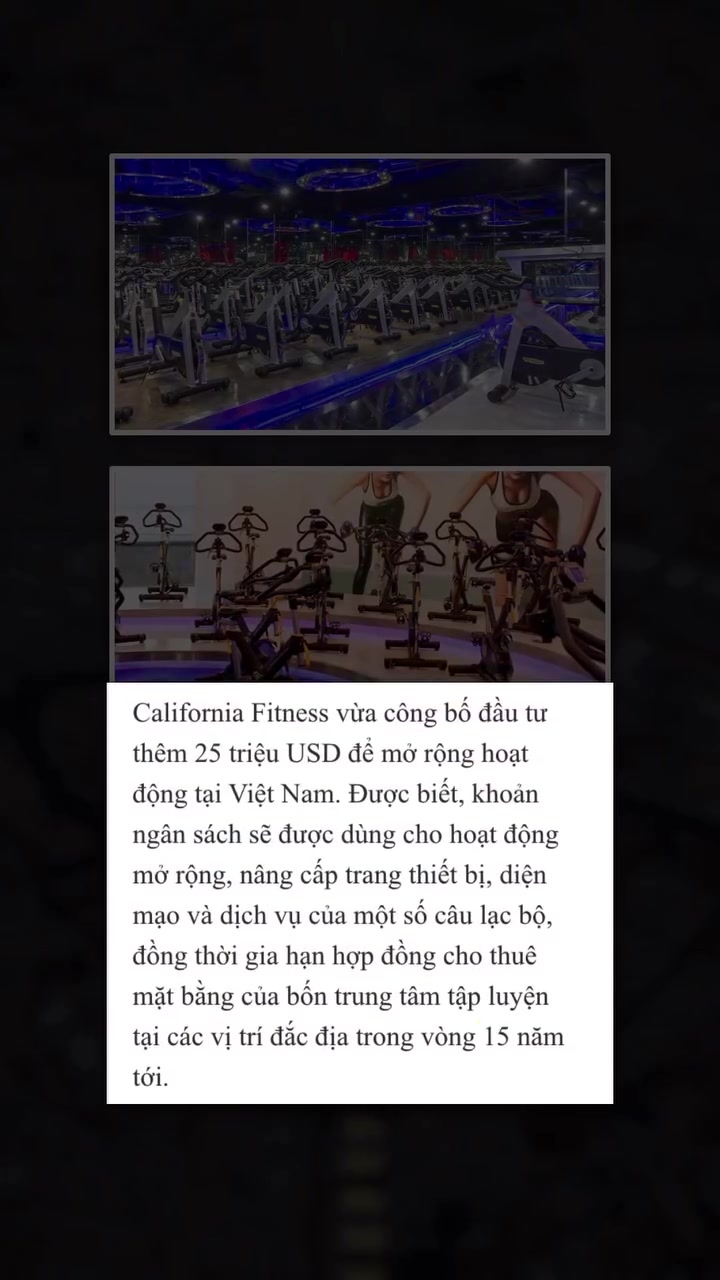 California Fitness vừa công bố đầu tư
thêm 25 triệu USD để mở rộng hoạt
động tại Việt Nam. Được biết, khoản
ngân sách sẽ được dùng cho hoạt động
mở rộng, nâng cấp trang thiết bị, diện
mạo và dịch vụ của một số câu lạc bộ,
đồng thời gia hạn hợp đồng cho thuê
mặt bằng của bốn trung tâm tập luyện
tại các vị trí đắc địa trong vòng 15 năm
tới.